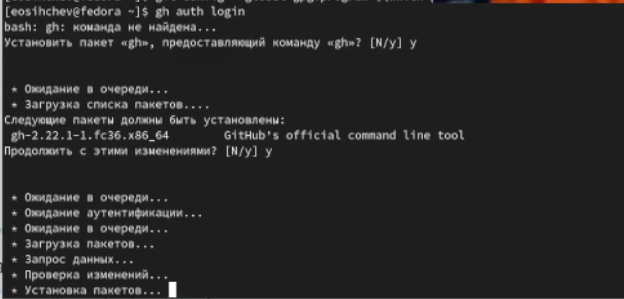 [eosihchev@fedora ~]$ gh auth login
bash: gh: команда не найдена...
Установить пакет «gh», предоставляющий команду «gh»? [N/y] y
* Ожидание в очереди...
* Загрузка списка пакетов....
Следующие пакеты должны быть установлены:
gh-2.22.1-1.fc36.x86_64 GitHub's official command line tool
Продолжить с этими изменениями? [N/y] y
* Ожидание в очереди...
* Ожидание аутентификации...
* Ожидание в очереди...
* Загрузка пакетов...
* Запрос данных...
* Проверка изменений...
* Установка пакетов...